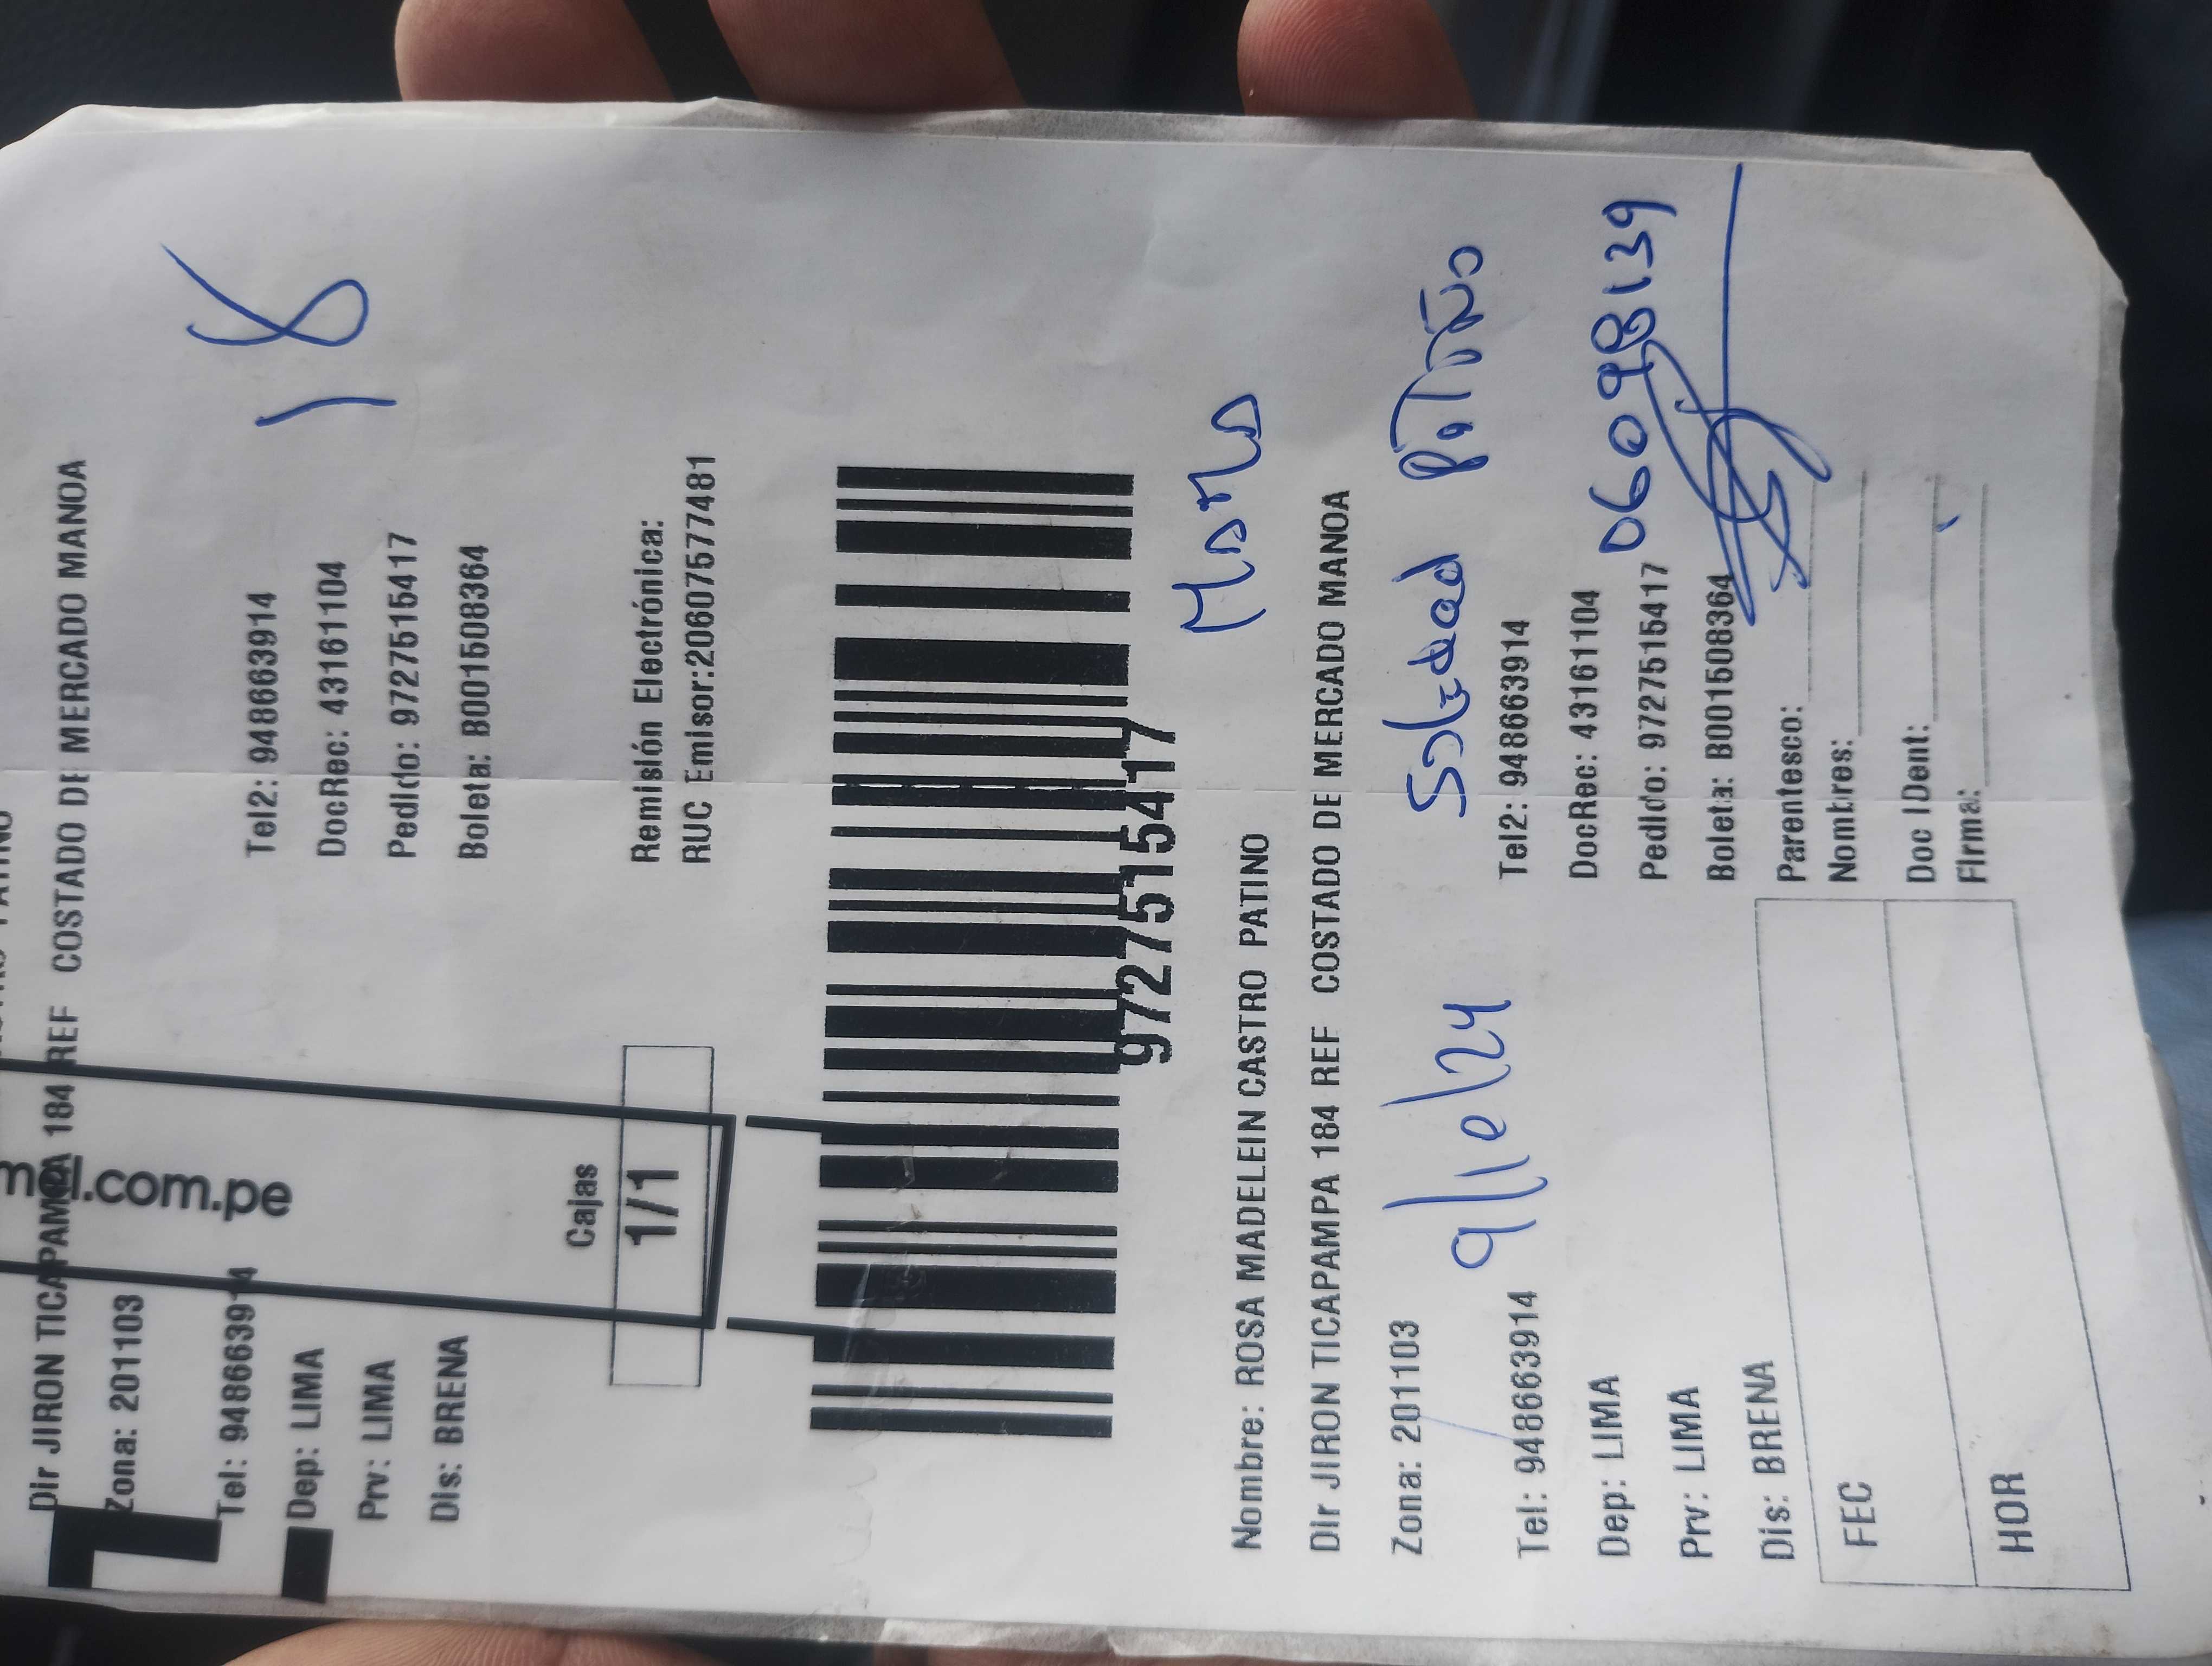 Dir JIRON TICAPAMPA 184 REF COSTADO DE MERCADO MANOA
18
Zona: 201103
.com.pe
Tel: 948663914 Tel2: 948663914
Dep: LIMA DocRec: 43161104
Prv: LIMA Pedido: 9727515417
Dis: BRENA Boleta: B001508364
Cajas
1/1
Remisión Electrónica:
RUC Emisor:20607577481
9727515417
Nombre: ROSA MADELEIN CASTRO PATINO
Dir JIRON TICAPAMPA 184 REF COSTADO DE MERCADO MANOA
Zona: 201103
9/10/24 Soledad Patiño
Tel: 948663914 Tel2: 948663914
Dep: LIMA DocRec: 43161104
Prv: LIMA Pedido: 9727515417 06098139
Dis: BRENA Boleta: B001508364
FEC Parentesco:
Nombres:
HOR Doc IDent:
Firma: